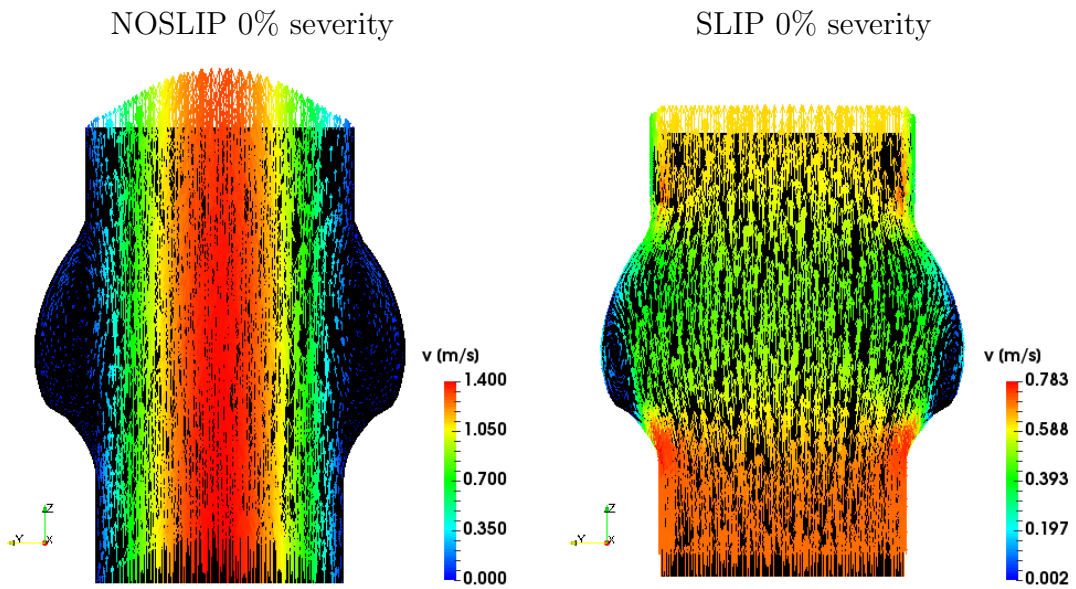 NOSLIP 0% severity
SLIP 0% severity
v (m/s)
1.400
1.050
0.700
0.350
0.000
Z
Y
X
v (m/s)
0.783
0.588
0.393
0.197
0.002
Z
Y
X